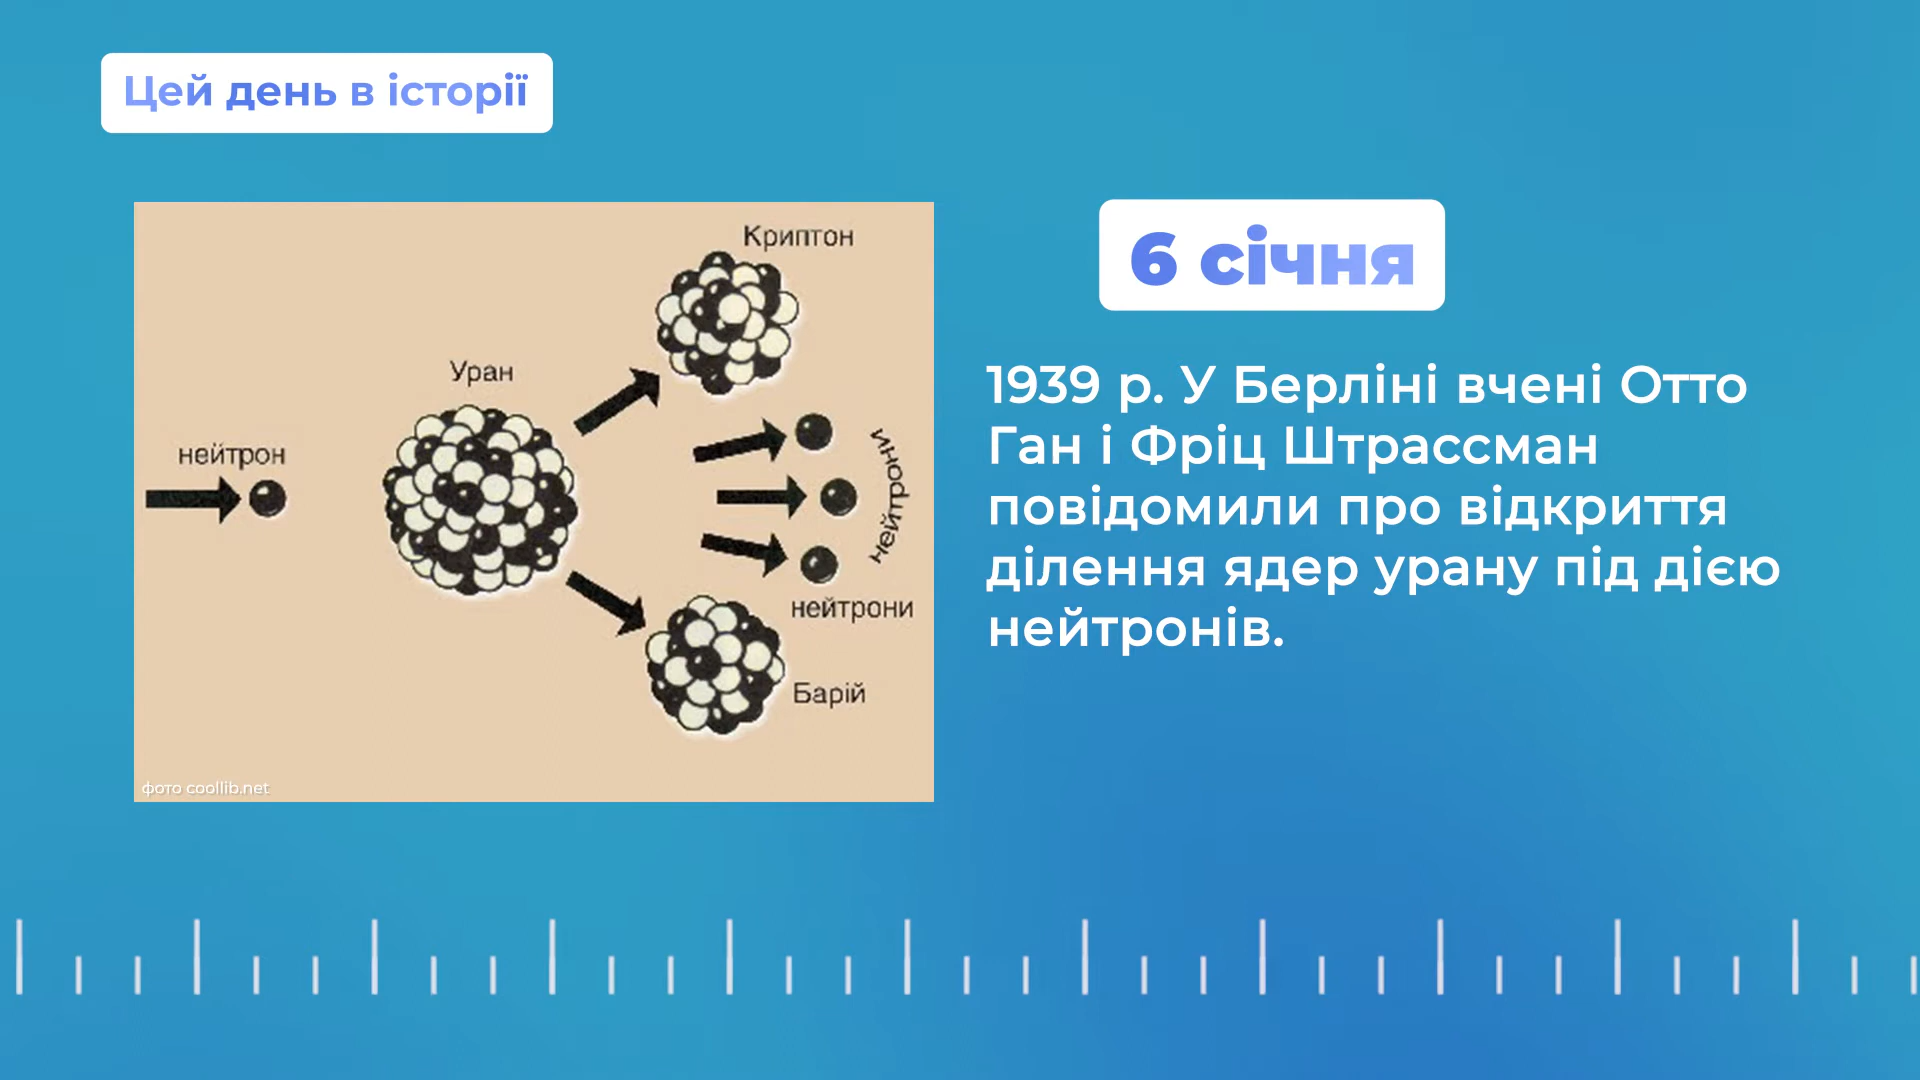 Цей день в історії
6 січня
1939 р. У Берліні вчені Отто
Ган і Фріц Штрассман
повідомили про відкриття
ділення ядер урану під дією
нейтронів.
Криптон
Уран
нейтрон
нейтрони
нейтрони
Барій
фото coollib.net